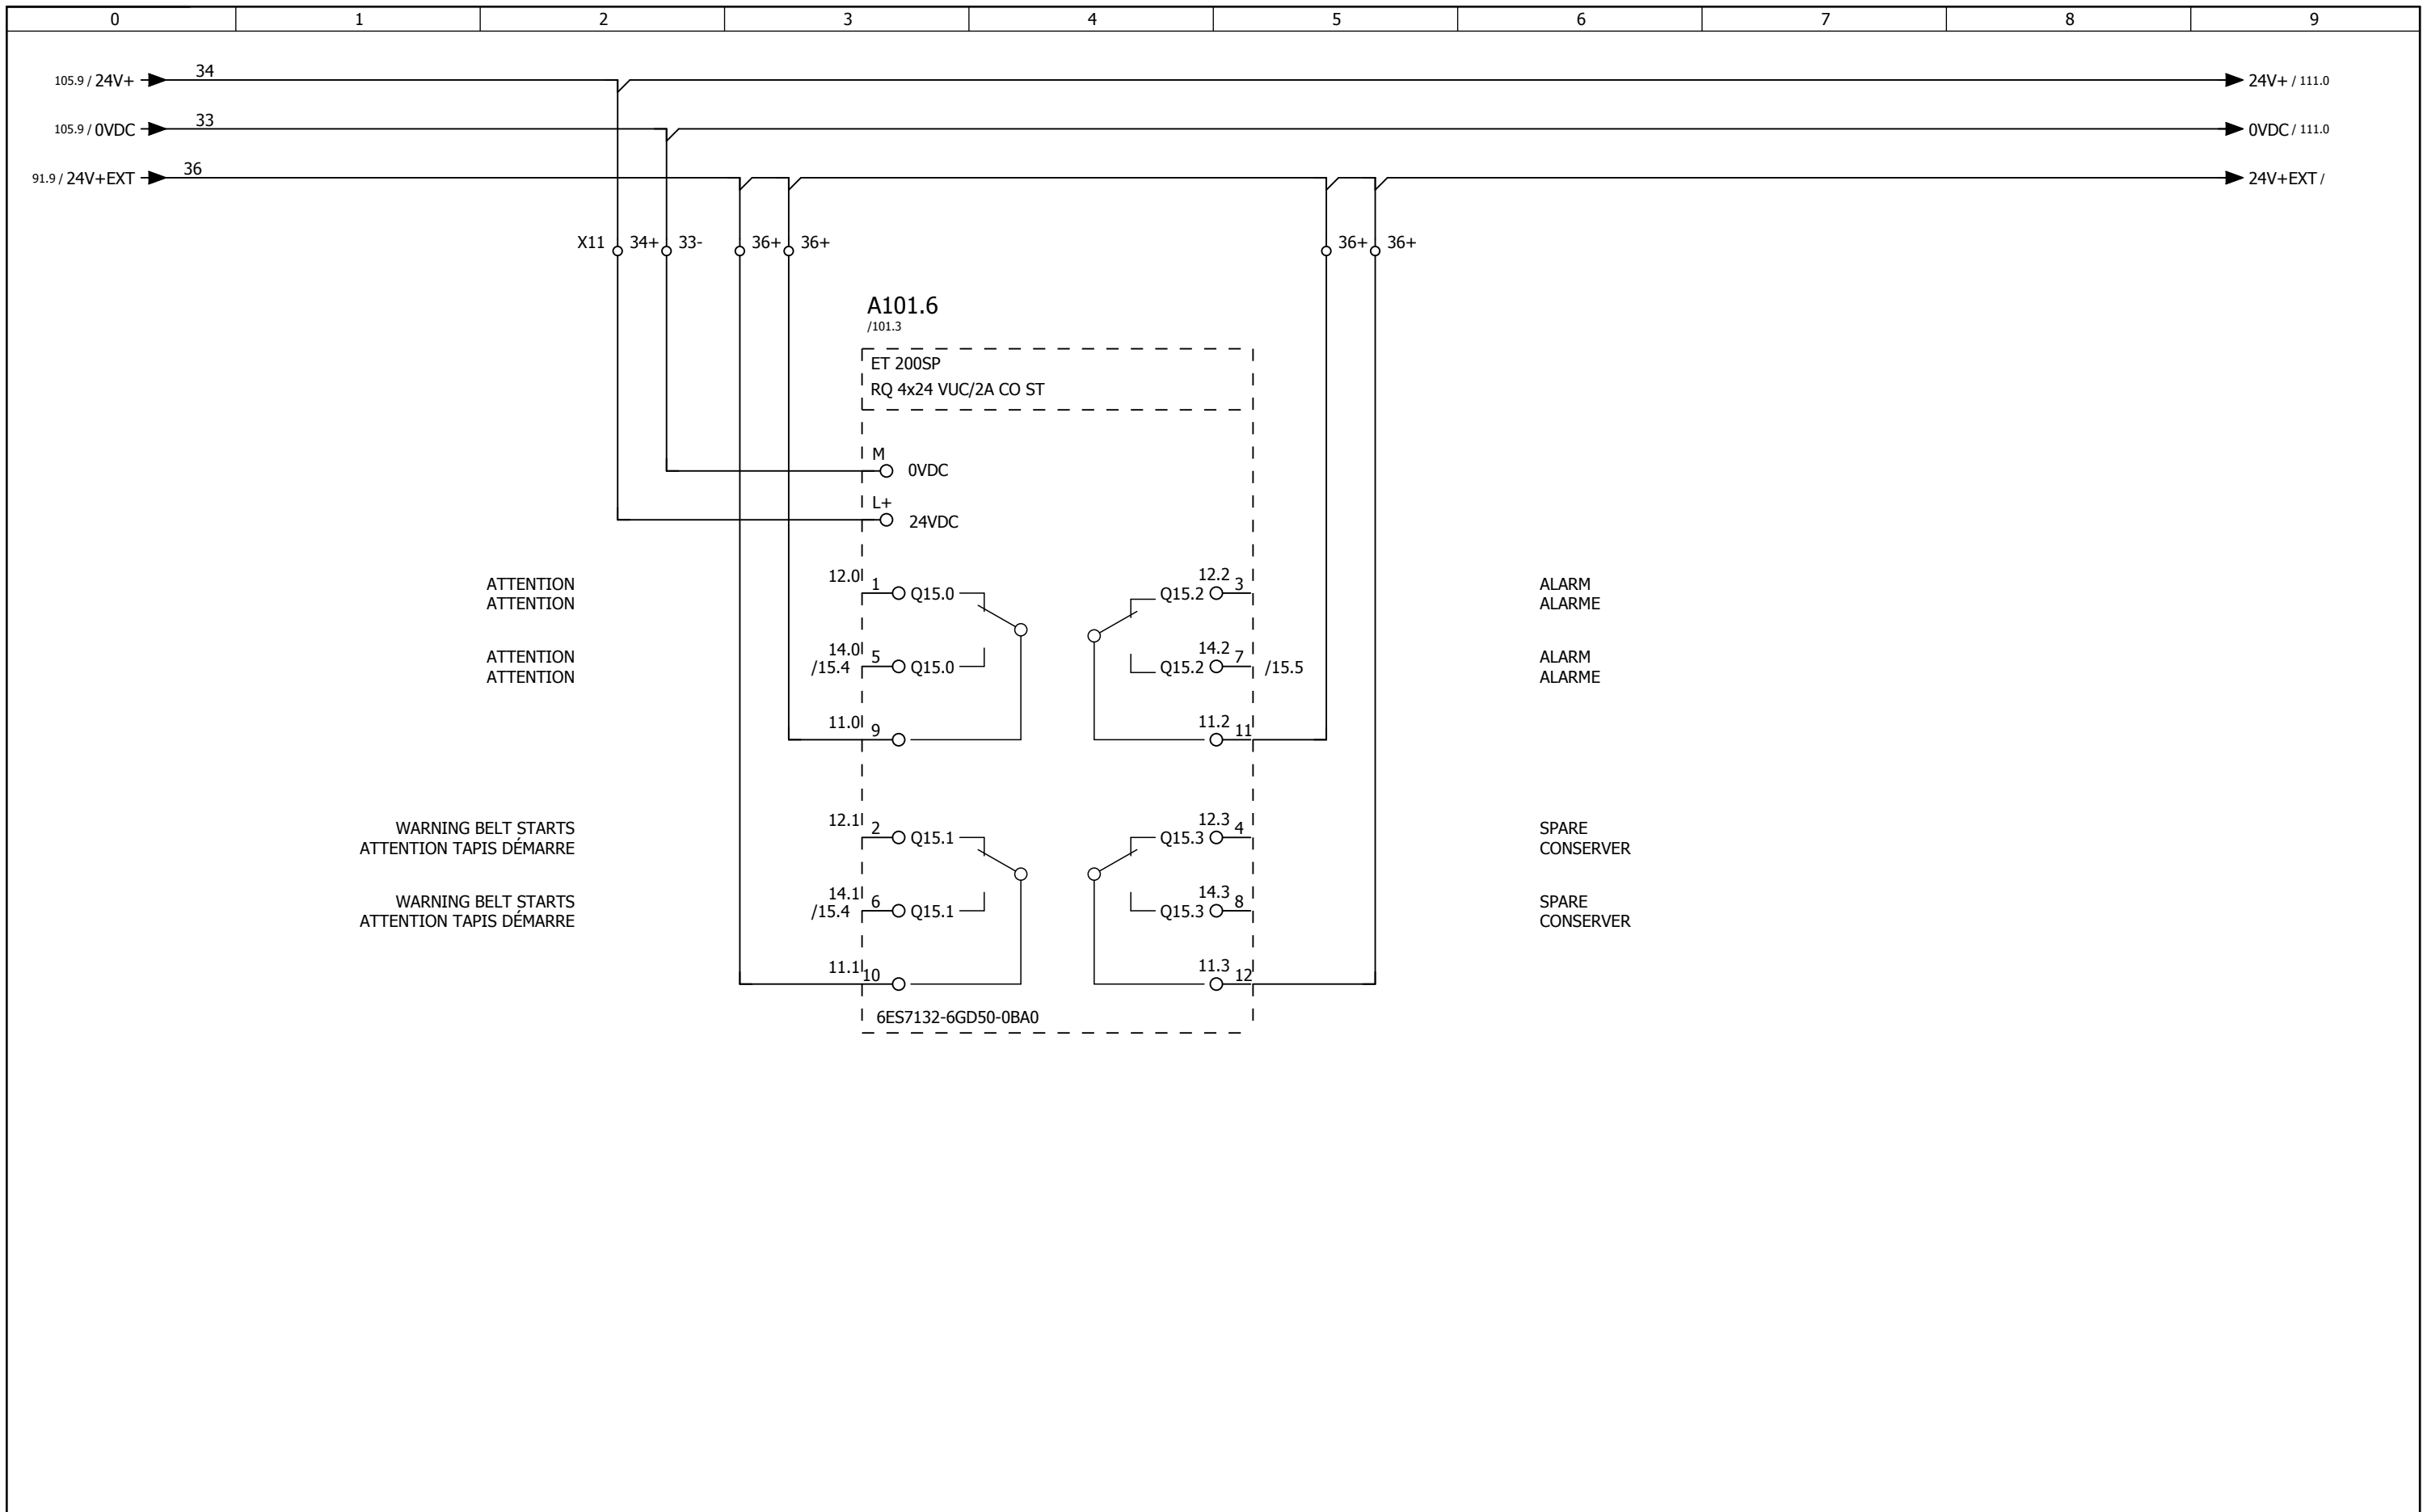 0 1 2 3 4 5 6 7 8 9
105.9 / 24V+ 34 24V+ / 111.0
105.9 / 0VDC 33 0VDC / 111.0
91.9 / 24V+EXT 36 24V+EXT /
X11 34+ 33- 36+ 36+ 36+ 36+
A101.6
/101.3
ET 200SP
RQ 4x24 VUC/2A CO ST
M
0VDC
L+
24VDC
ATTENTION
ATTENTION
12.0 1 Q15.0
Q15.2 12.2 3
ALARM
ALARME
ATTENTION
ATTENTION
14.0 /15.4 5 Q15.0
Q15.2 14.2 7 /15.5
ALARM
ALARME
11.0 9
11.2 11
WARNING BELT STARTS
ATTENTION TAPIS DÉMARRE
12.1 2 Q15.1
Q15.3 12.3 4
SPARE
CONSERVER
WARNING BELT STARTS
ATTENTION TAPIS DÉMARRE
14.1 /15.4 6 Q15.1
Q15.3 14.3 8
SPARE
CONSERVER
11.1 10
11.3 12
6ES7132-6GD50-0BA0